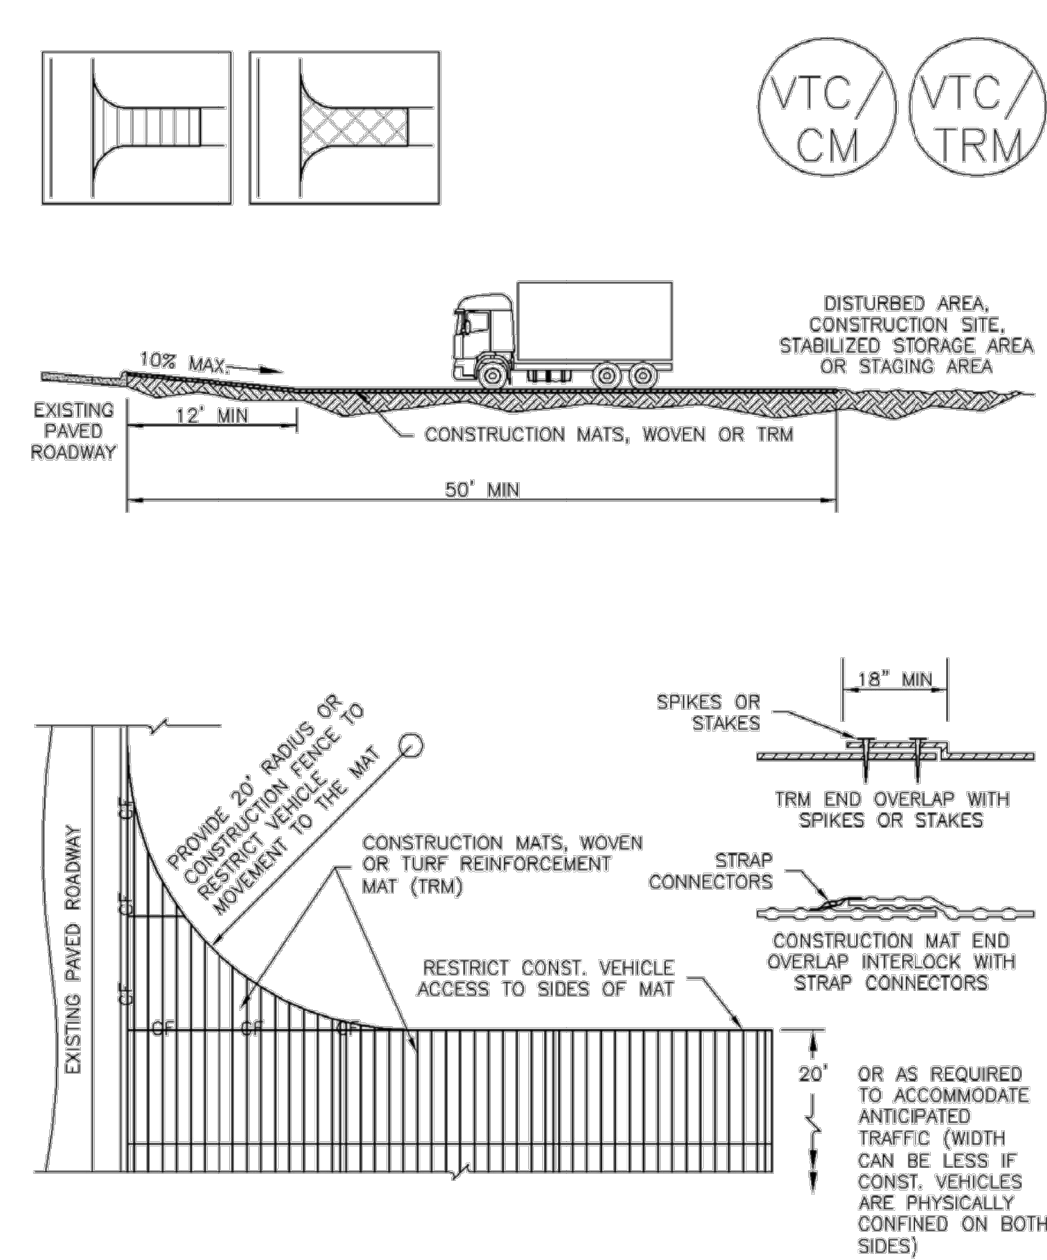 VTC/
CM
VTC/
TRM
DISTURBED AREA,
CONSTRUCTION SITE,
STABILIZED STORAGE AREA
OR STAGING AREA
10% MAX.
EXISTING
PAVED
ROADWAY
12' MIN
CONSTRUCTION MATS, WOVEN OR TRM
50' MIN
18" MIN
SPIKES OR
STAKES
TRM END OVERLAP WITH
SPIKES OR STAKES
PROVIDE 20' RADIUS OR
CONSTRUCTION FENCE TO
RESTRICT VEHICLE
MOVEMENT TO THE MAT
CONSTRUCTION MATS, WOVEN
OR TURF REINFORCEMENT
MAT (TRM)
STRAP
CONNECTORS
CONSTRUCTION MAT END
OVERLAP INTERLOCK WITH
STRAP CONNECTORS
EXISTING PAVED ROADWAY
CF
CF
CF
CF
CF
CF
RESTRICT CONST. VEHICLE
ACCESS TO SIDES OF MAT
20'
OR AS REQUIRED
TO ACCOMMODATE
ANTICIPATED
TRAFFIC (WIDTH
CAN BE LESS IF
CONST. VEHICLES
ARE PHYSICALLY
CONFINED ON BOTH
SIDES)